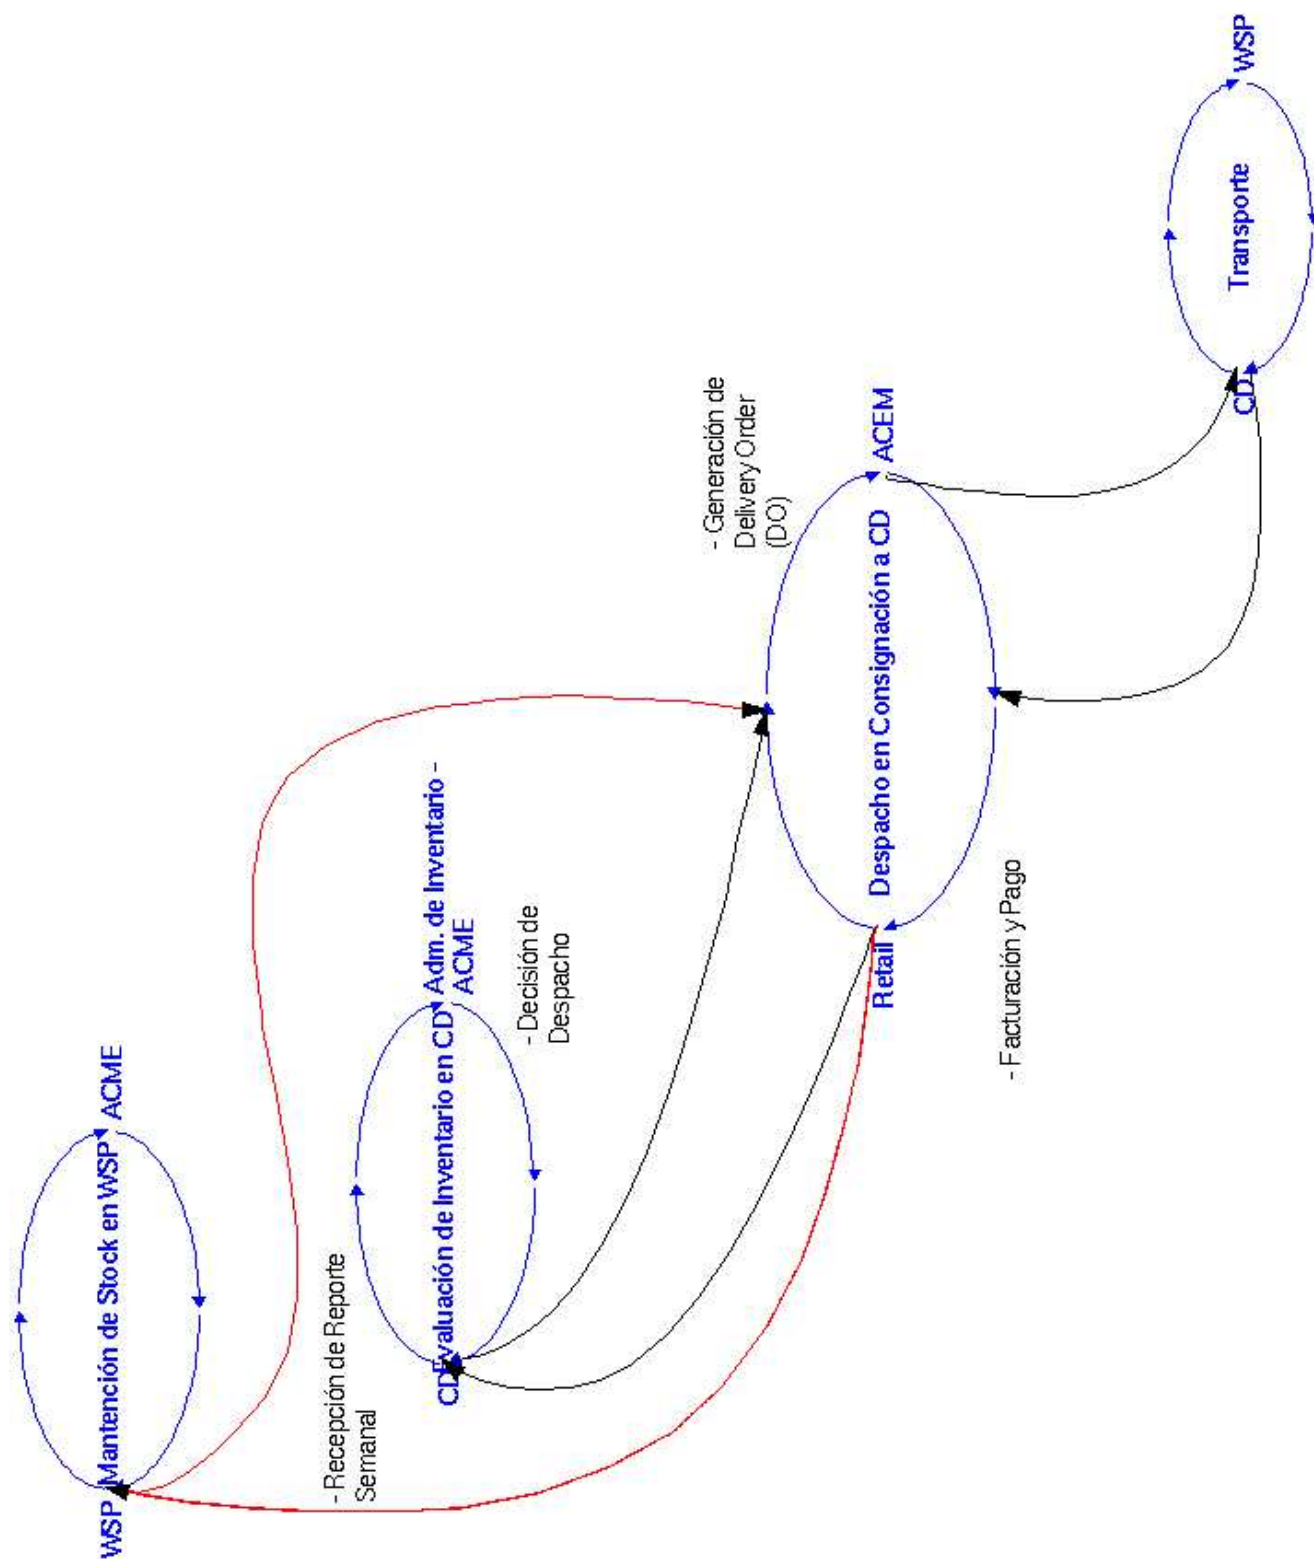 WSP
Mantención de Stock en WSP
ACME
- Recepción de Reporte
Semanal
CD
Evaluación de Inventario en CD
Adm. de Inventario -
ACME
- Decisión de
Despacho
- Generación de
Delivery Order
(DO)
Retail
Despacho en Consignación a CD
ACEM
- Facturación y Pago
CD
Transporte
WSP